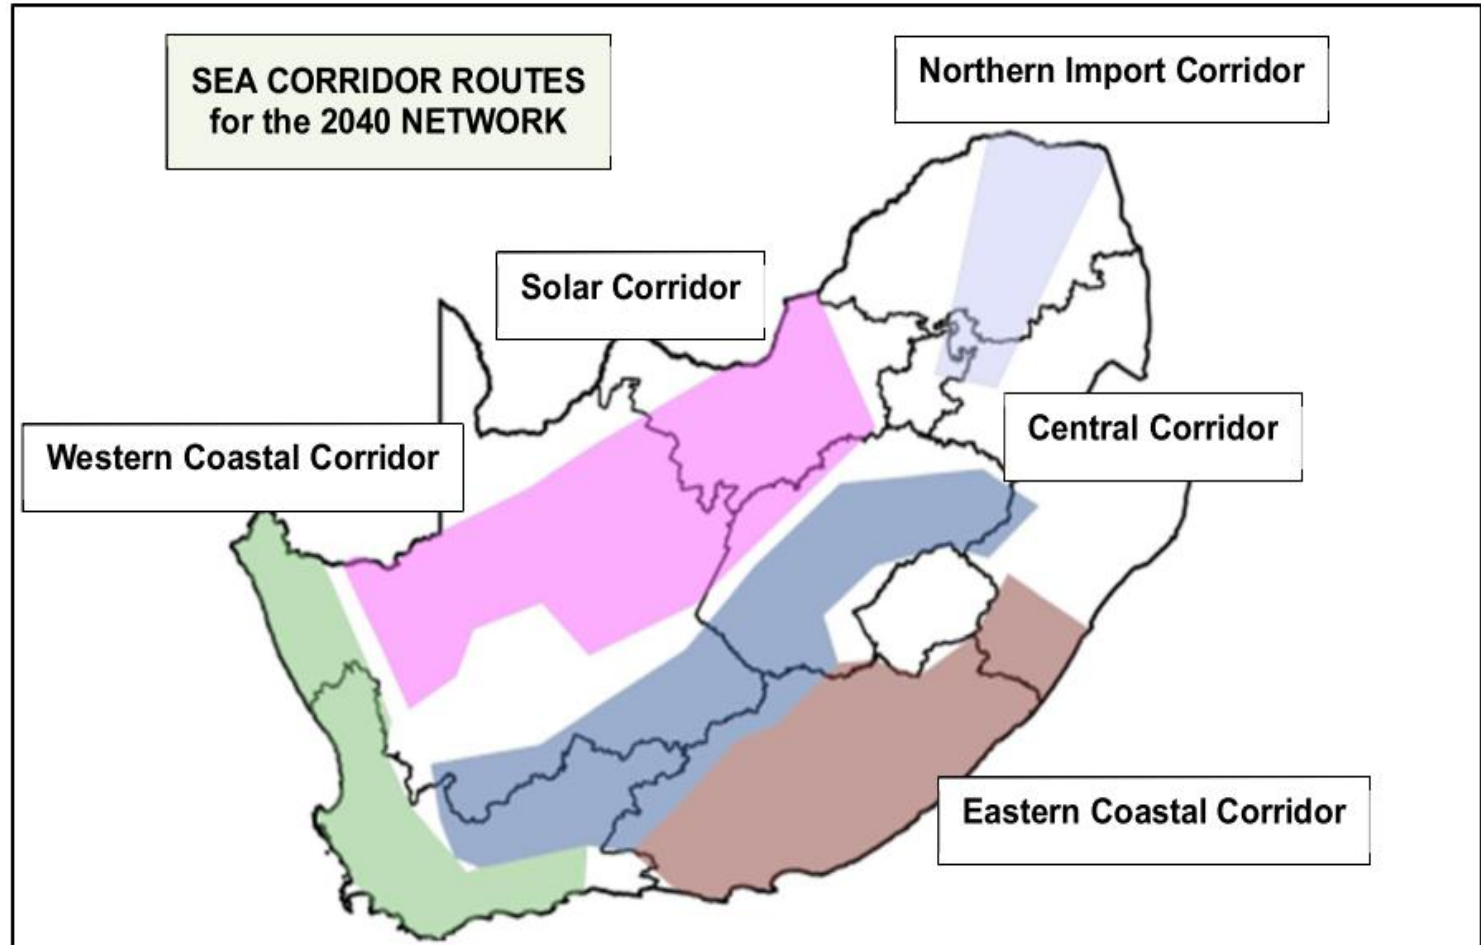 SEA CORRIDOR ROUTES
for the 2040 NETWORK
Northern Import Corridor
Solar Corridor
Central Corridor
Western Coastal Corridor
Eastern Coastal Corridor